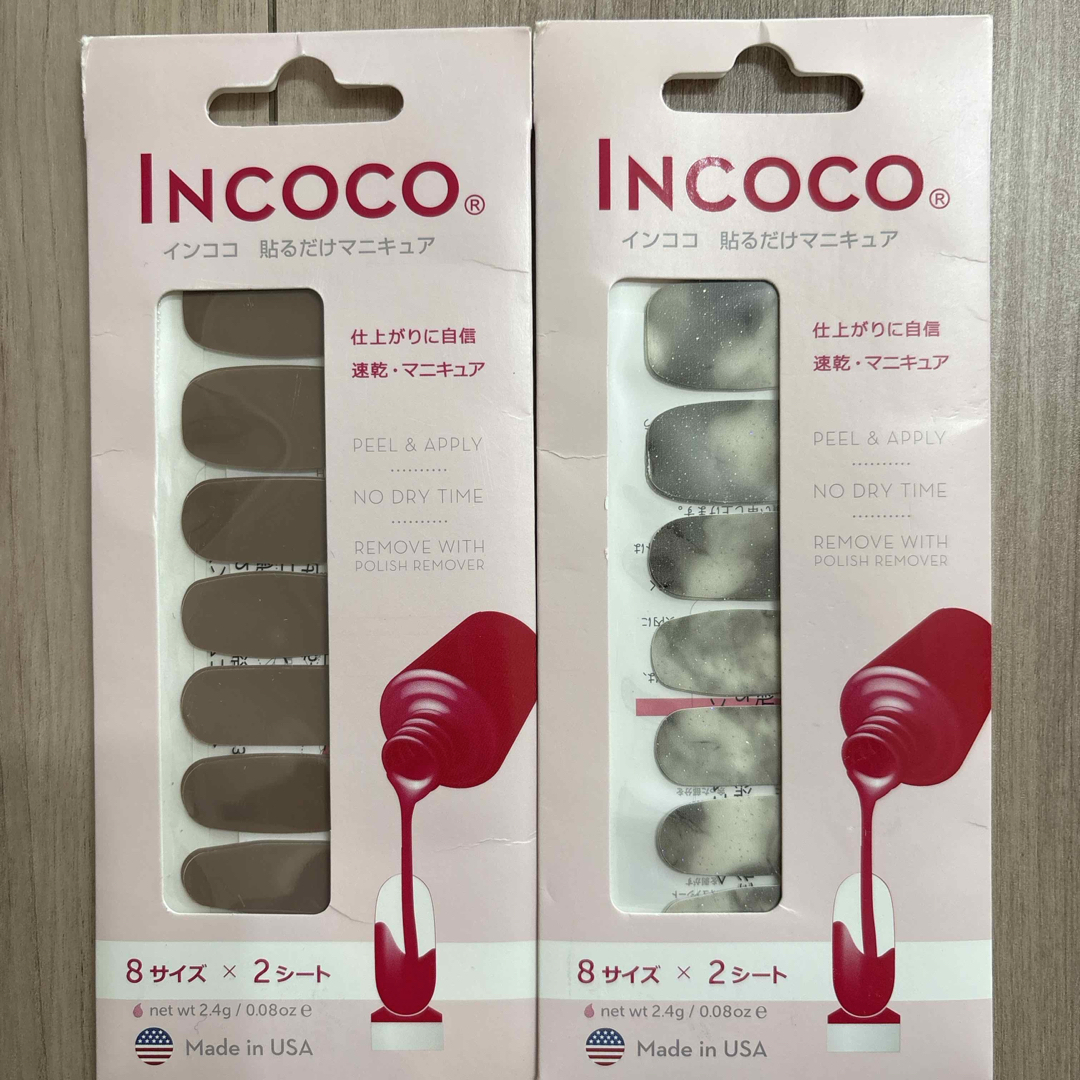 INCOCO®
インココ 貼るだけマニキュア
仕上がりに自信
速乾・マニキュア
PEEL & APPLY
NO DRY TIME
REMOVE WITH
POLISH REMOVER
8サイズ × 2シート
net wt 2.4g / 0.08oz ℮
Made in USA
INCOCO®
インココ 貼るだけマニキュア
仕上がりに自信
速乾・マニキュア
PEEL & APPLY
NO DRY TIME
REMOVE WITH
POLISH REMOVER
8サイズ × 2シート
net wt 2.4g / 0.08oz ℮
Made in USA